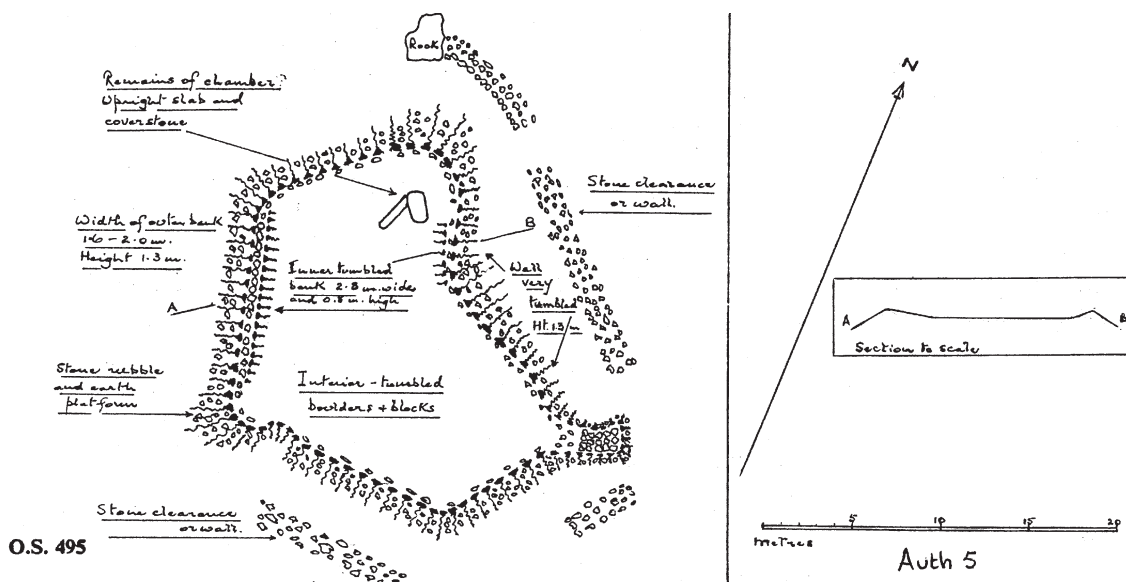 Rock
Remains of chamber?
Upright slab and
coverstone
Stone clearance
or wall.
Width of outer bank
1.6 - 2.0 m.
Height 1.3 m.
B
Inner tumbled
bank 2.8 m. wides
and 0.8 m. high
Wall
very
tumbled
Ht. 1.3 m
A
Stone rubble
and earth
platform
Interior - tumbled
boulders + blocks
Stone clearance
or wall.
O.S. 495
N
A
B
Section to scale
5
10
15
20
metres
Auth 5